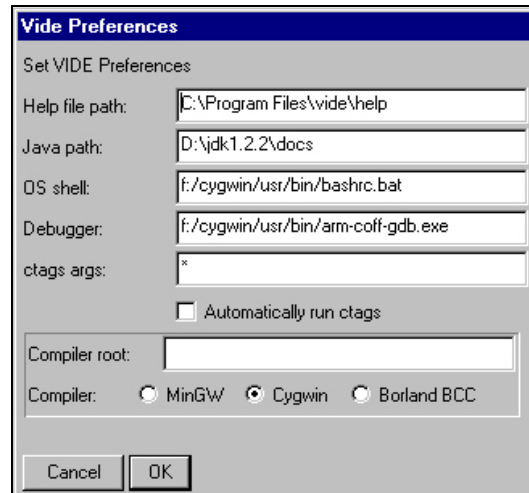 Vide Preferences
Set VIDE Preferences
Help file path: C:\Program Files\vide\help
Java path: D:\jdk1.2.2\docs
OS shell: f:/cygwin/usr/bin/bashrc.bat
Debugger: f:/cygwin/usr/bin/arm-coff-gdb.exe
ctags args: *
Automatically run ctags
Compiler root:
Compiler: MinGW Cygwin Borland BCC
Cancel OK